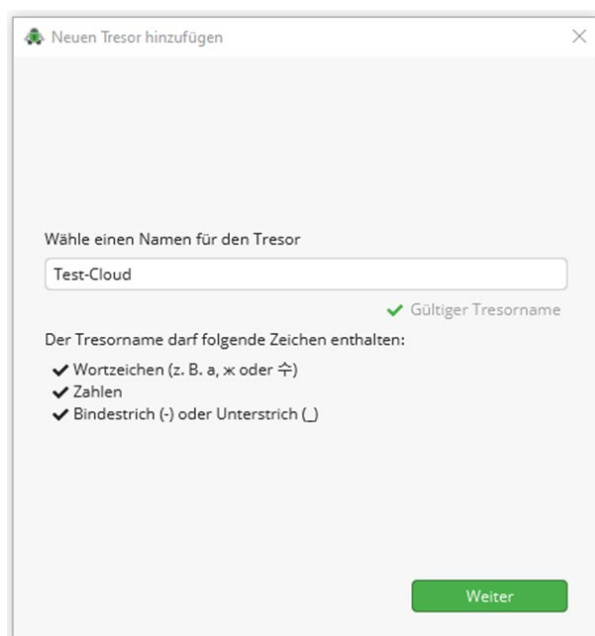 Neuen Tresor hinzufügen
Wähle einen Namen für den Tresor
Test-Cloud
Gültiger Tresorname
Der Tresorname darf folgende Zeichen enthalten:
Wortzeichen (z. B. a, ж oder 수)
Zahlen
Bindestrich (-) oder Unterstrich (_)
Weiter